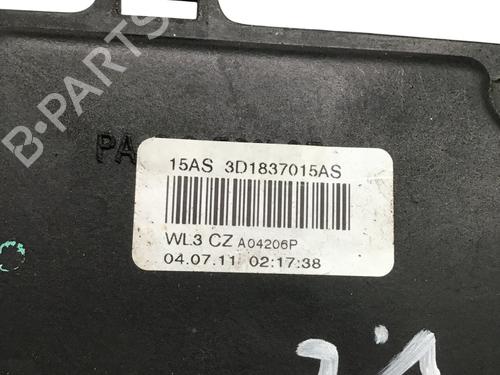 B-PARTS
15AS 3D1837015AS
WL3 CZ A04206P
04.07.11 02:17:38